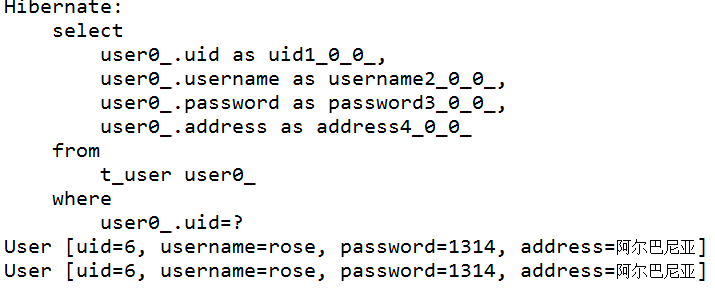 Hibernate:
    select
        user0_.uid as uid1_0_0_,
        user0_.username as username2_0_0_,
        user0_.password as password3_0_0_,
        user0_.address as address4_0_0_
    from
        t_user user0_
    where
        user0_.uid=?
User [uid=6, username=rose, password=1314, address=阿尔巴尼亚]
User [uid=6, username=rose, password=1314, address=阿尔巴尼亚]